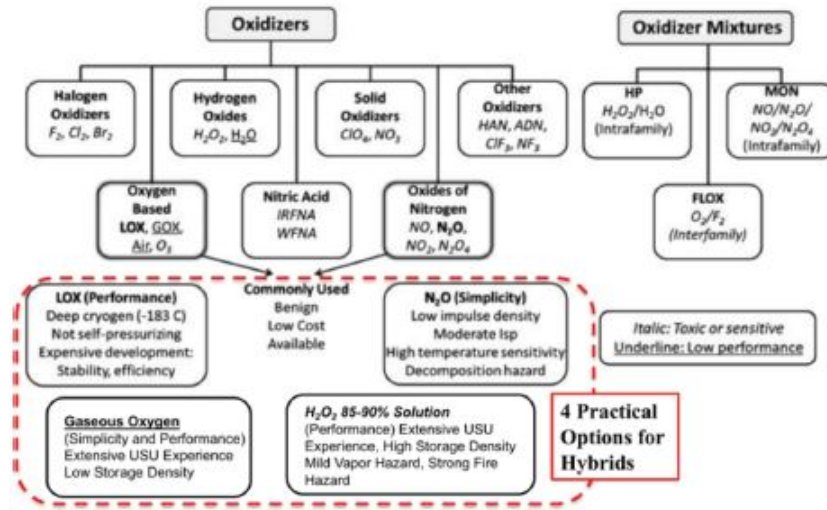 Oxidizers
Oxidizer Mixtures
Halogen
Oxidizers
F₂, Cl₂, Br₂
Hydrogen
Oxides
H₂O₂, H₂O
Solid
Oxidizers
ClO₄, NO₃
Other
Oxidizers
HAN, ADN,
ClF₃, NF₃
HP
H₂O₂/H₂O
(Intrafamily)
MON
NO/N₂O/
NO₂/N₂O₄
(Intrafamily)
Oxygen
Based
LOX, GOX,
Air, O₃
Nitric Acid
IRFNA
WFNA
Oxides of
Nitrogen
NO, N₂O,
NO₂, N₂O₄
FLOX
O₂/F₂
(Interfamily)
LOX (Performance)
Deep cryogen (-183 C)
Not self-pressurizing
Expensive development:
Stability, efficiency
Commonly Used
Benign
Low Cost
Available
N₂O (Simplicity)
Low impulse density
Moderate Isp
High temperature sensitivity
Decomposition hazard
Italic: Toxic or sensitive
Underline: Low performance
Gaseous Oxygen
(Simplicity and Performance)
Extensive USU Experience
Low Storage Density
H₂O₂ 85-90% Solution
(Performance) Extensive USU
Experience, High Storage Density
Mild Vapor Hazard, Strong Fire
Hazard
4 Practical
Options for
Hybrids